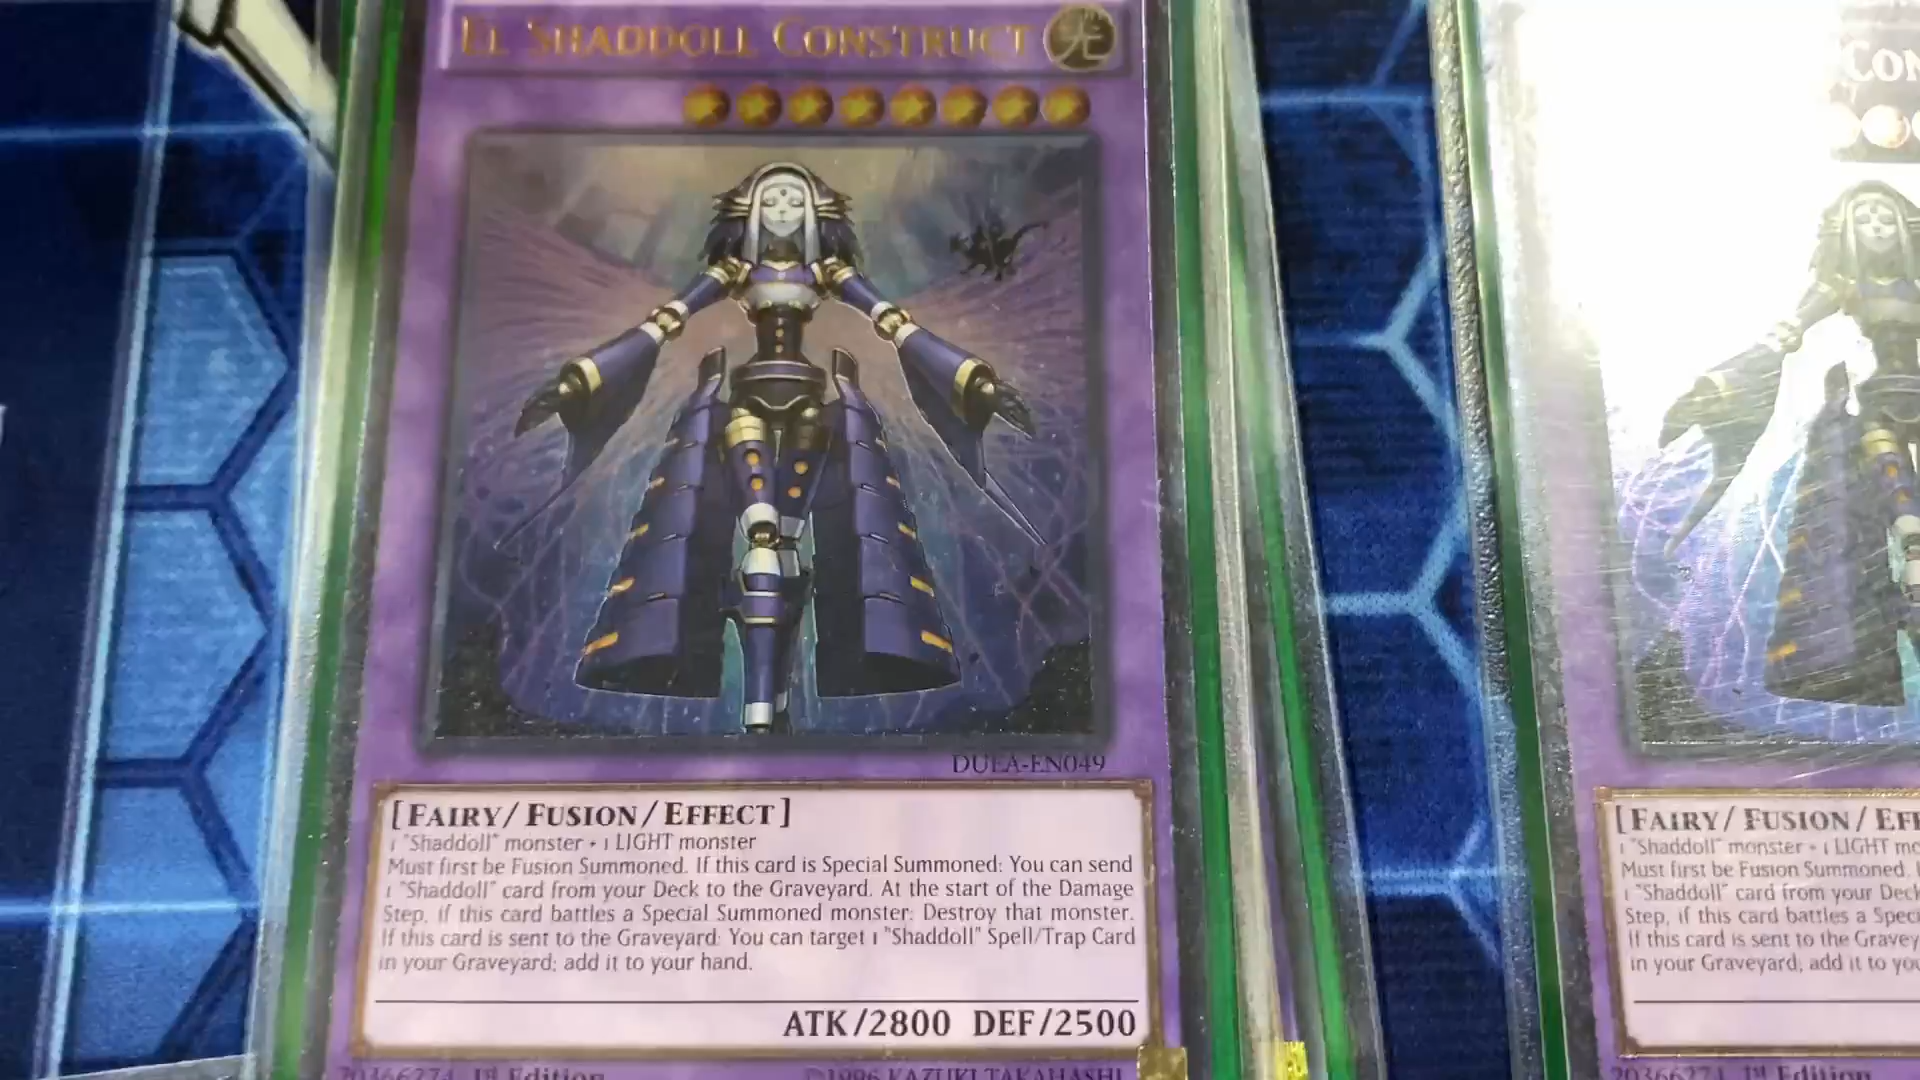 EL SHADDOLL CONSTRUCT 光
DUEA-EN049
[FAIRY/FUSION/EFFECT]
1 "Shaddoll" monster + 1 LIGHT monster
Must first be Fusion Summoned. If this card is Special Summoned: You can send
1 "Shaddoll" card from your Deck to the Graveyard. At the start of the Damage
Step, if this card battles a Special Summoned monster: Destroy that monster.
If this card is sent to the Graveyard: You can target 1 "Shaddoll" Spell/Trap Card
in your Graveyard; add it to your hand.
ATK/2800 DEF/2500
20366274 1st Edition
©1996 KAZUKI TAKAHASHI
CON
[FAIRY/FUSION/EFF
1 "Shaddoll" monster + 1 LIGHT mo
Must first be Fusion Summoned.
1 "Shaddoll" card from your Deck
Step, if this card battles a Speci
If this card is sent to the Gravey
in your Graveyard; add it to you
20366274 1st Edition